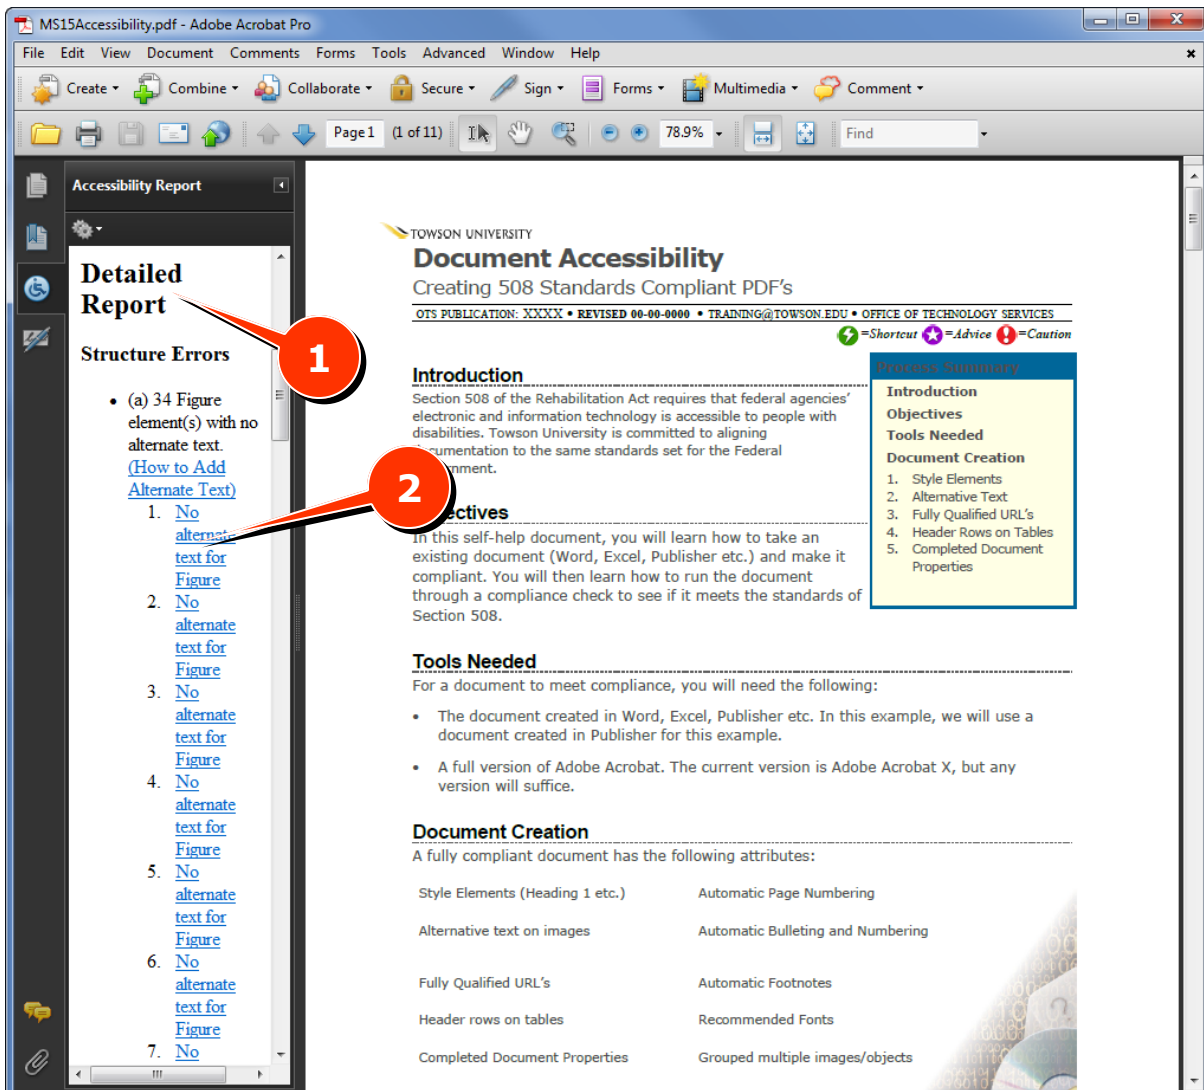 MS15Accessibility.pdf - Adobe Acrobat Pro
File Edit View Document Comments Forms Tools Advanced Window Help
Create Combine Collaborate Secure Sign Forms Multimedia Comment
Page 1 (1 of 11) 78.9% Find
Accessibility Report
Detailed
Report
1
Structure Errors
(a) 34 Figure
element(s) with no
alternate text.
(How to Add
Alternate Text)
2
1. No
alternate
text for
Figure
2. No
alternate
text for
Figure
3. No
alternate
text for
Figure
4. No
alternate
text for
Figure
5. No
alternate
text for
Figure
6. No
alternate
text for
Figure
7. No
TOWSON UNIVERSITY
Document Accessibility
Creating 508 Standards Compliant PDF's
OTS PUBLICATION: XXXX • REVISED 00-00-0000 • TRAINING@TOWSON.EDU • OFFICE OF TECHNOLOGY SERVICES
=Shortcut =Advice =Caution
Introduction
Section 508 of the Rehabilitation Act requires that federal agencies'
electronic and information technology is accessible to people with
disabilities. Towson University is committed to aligning
documentation to the same standards set for the Federal
ernment.
ectives
In this self-help document, you will learn how to take an
existing document (Word, Excel, Publisher etc.) and make it
compliant. You will then learn how to run the document
through a compliance check to see if it meets the standards of
Section 508.
Process Summary
Introduction
Objectives
Tools Needed
Document Creation
1. Style Elements
2. Alternative Text
3. Fully Qualified URL's
4. Header Rows on Tables
5. Completed Document
Properties
Tools Needed
For a document to meet compliance, you will need the following:
• The document created in Word, Excel, Publisher etc. In this example, we will use a
document created in Publisher for this example.
• A full version of Adobe Acrobat. The current version is Adobe Acrobat X, but any
version will suffice.
Document Creation
A fully compliant document has the following attributes:
Style Elements (Heading 1 etc.) Automatic Page Numbering
Alternative text on images Automatic Bulleting and Numbering
Fully Qualified URL's Automatic Footnotes
Header rows on tables Recommended Fonts
Completed Document Properties Grouped multiple images/objects